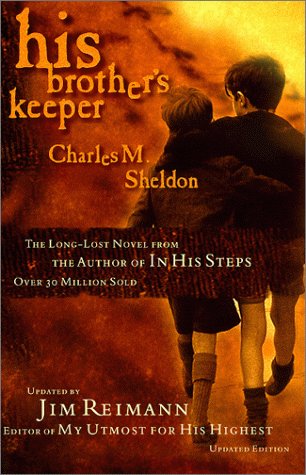 his
brother's
keeper
Charles M.
Sheldon
The Long-Lost Novel from
the Author of In His Steps
Over 30 Million Sold
Updated by
Jim Reimann
Editor of My Utmost for His Highest
Updated Edition